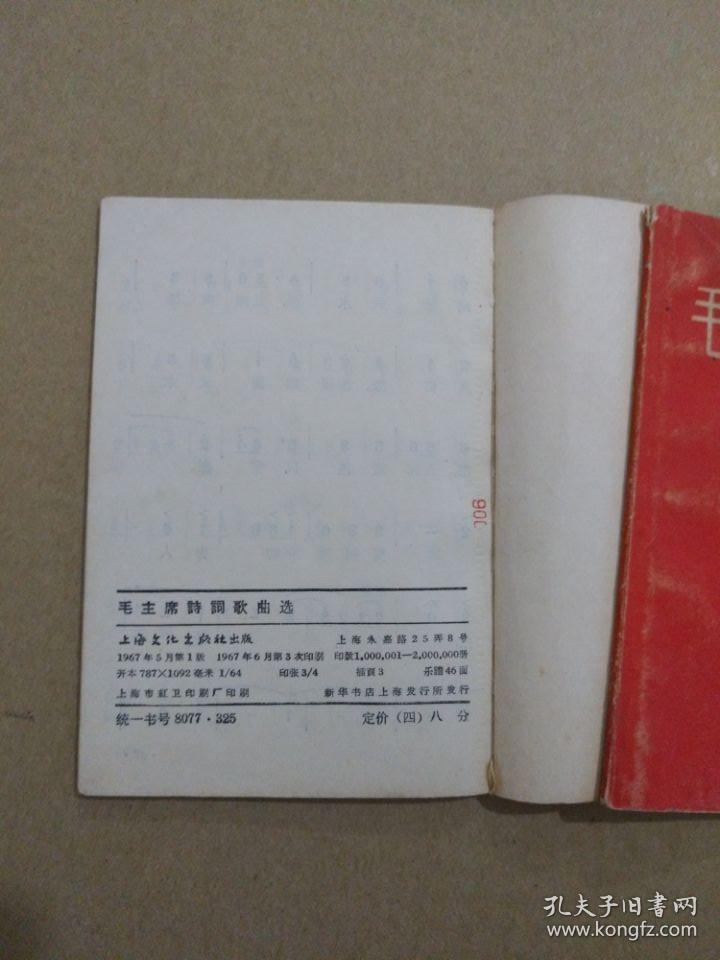 毛主席詩詞歌曲选
上海文化出版社出版 上海永嘉路25弄8号
1967年5月第1版 1967年6月第3次印刷 印数1,000,001—2,000,000册
开本787×1092毫米1/64 印张3/4 插頁3 乐譜46面
上海市紅卫印刷厂印刷 新华书店上海发行所发行
统一书号8077·325 定价(四)八分
900
毛
孔夫子旧书网
www.kongfz.com